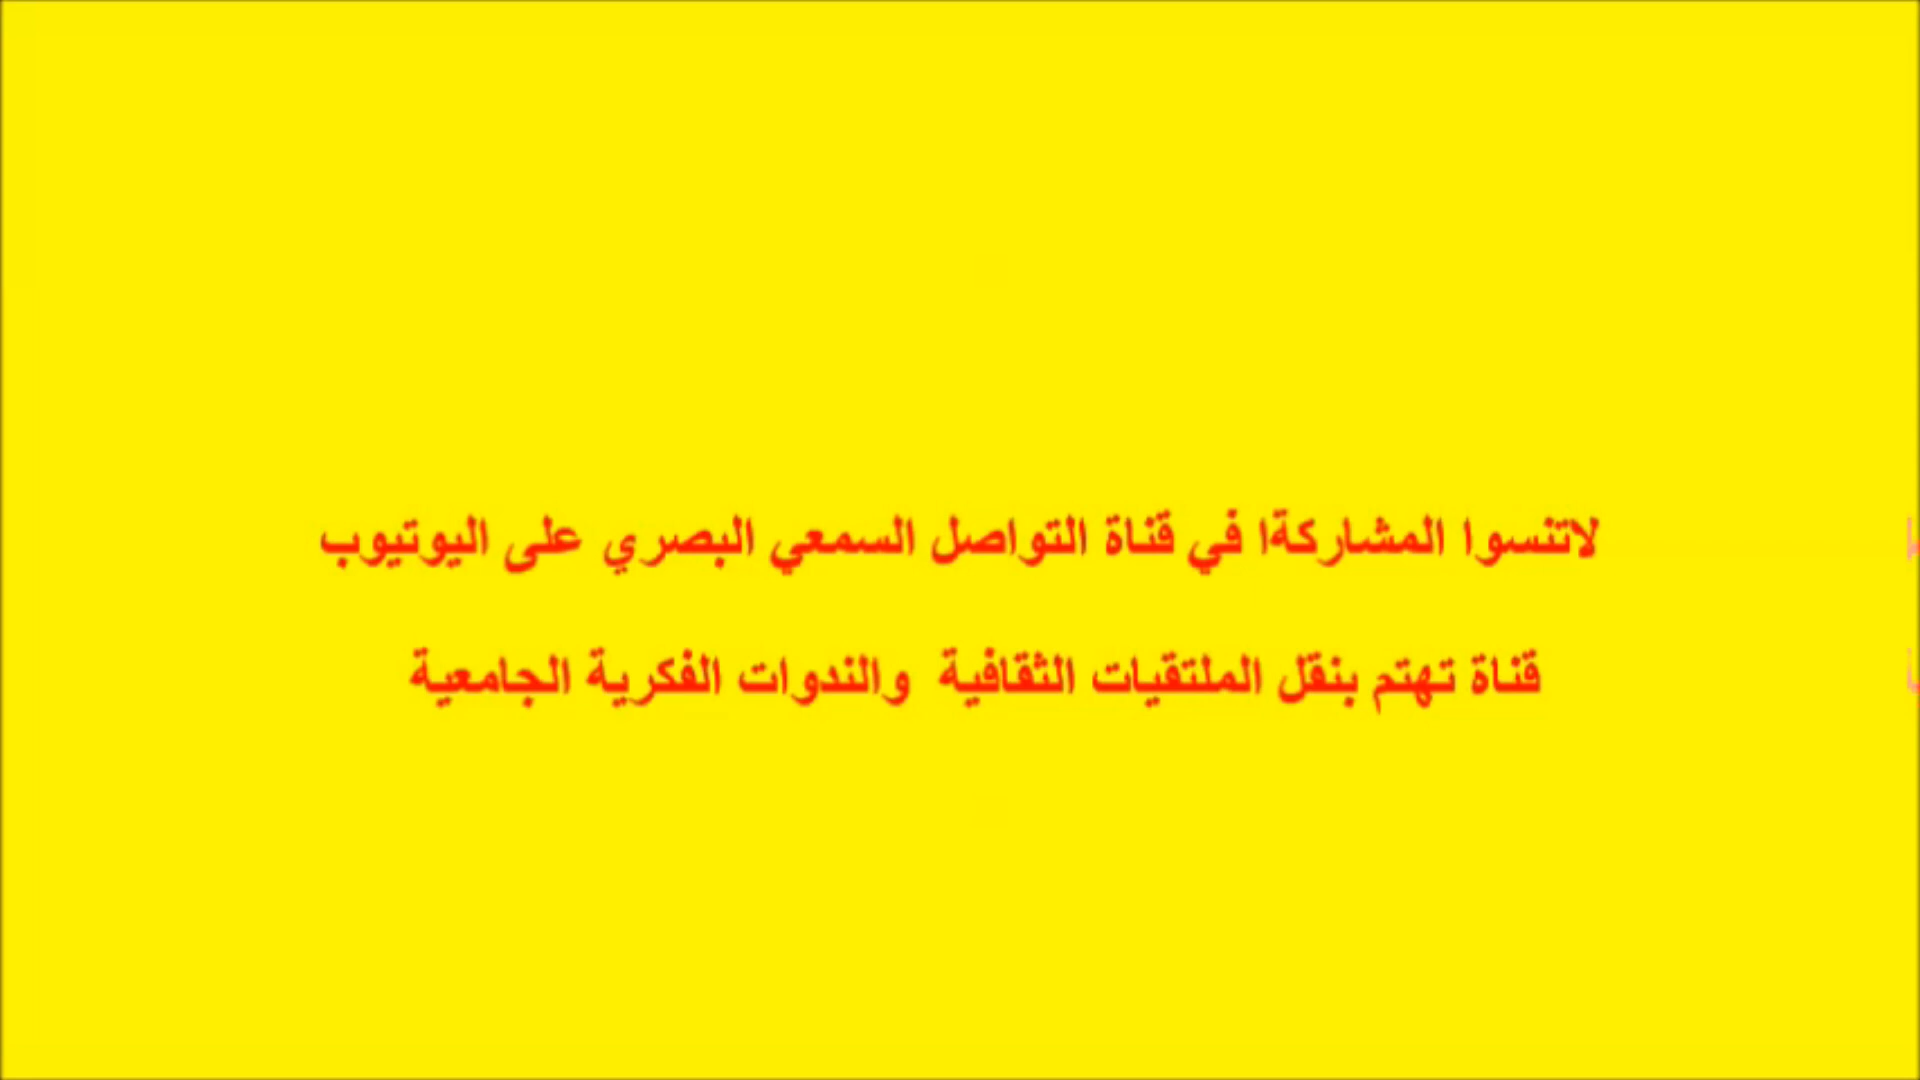 لاتنسوا المشاركةا في قناة التواصل السمعي البصري على اليوتيوب
قناة تهتم بنقل الملتقيات الثقافية والندوات الفكرية الجامعية